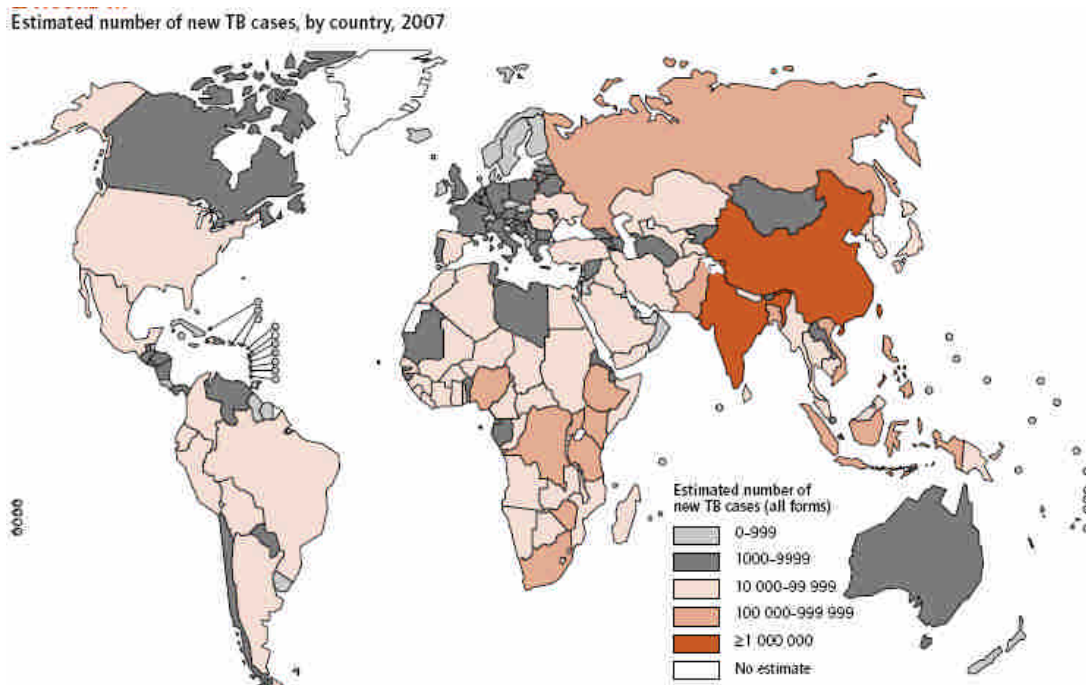 Estimated number of new TB cases, by country, 2007
Estimated number of
new TB cases (all forms)
0–999
1000–9999
10 000–99 999
100 000–999 999
≥1 000 000
No estimate